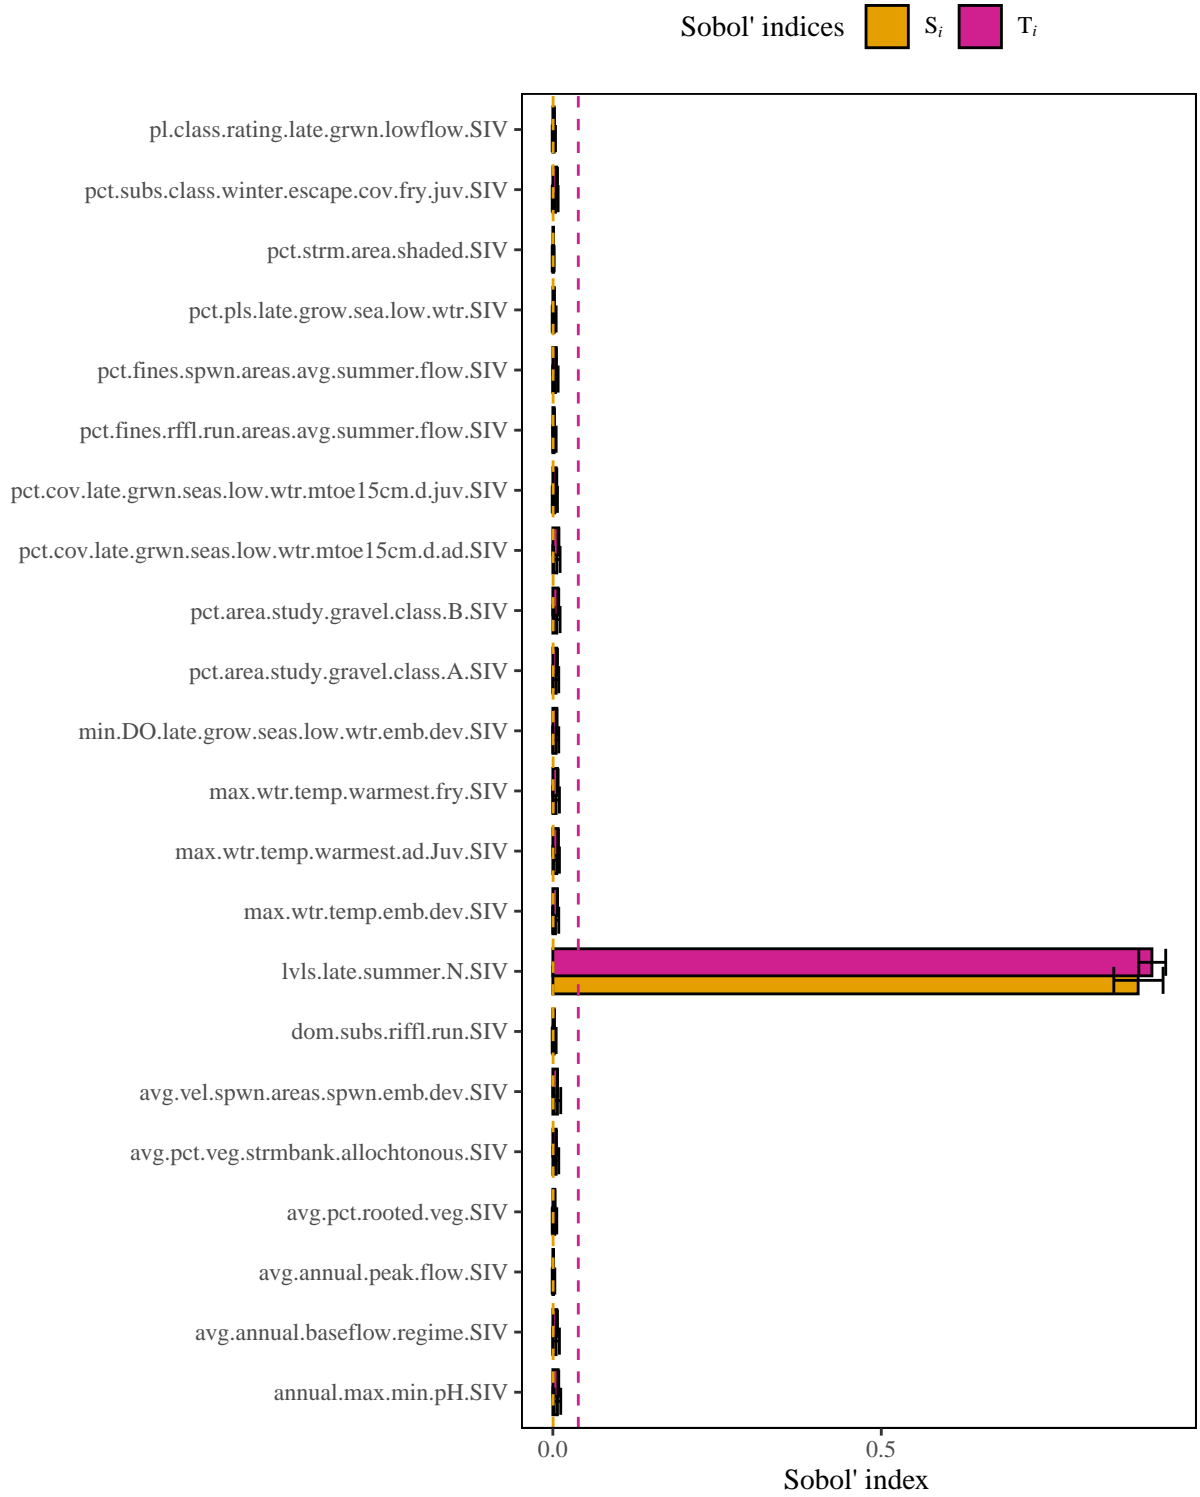 Sobol' indices Sᵢ Tᵢ
pl.class.rating.late.grwn.lowflow.SIV
pct.subs.class.winter.escape.cov.fry.juv.SIV
pct.strm.area.shaded.SIV
pct.pls.late.grow.sea.low.wtr.SIV
pct.fines.spwn.areas.avg.summer.flow.SIV
pct.fines.rffl.run.areas.avg.summer.flow.SIV
pct.cov.late.grwn.seas.low.wtr.mtoe15cm.d.juv.SIV
pct.cov.late.grwn.seas.low.wtr.mtoe15cm.d.ad.SIV
pct.area.study.gravel.class.B.SIV
pct.area.study.gravel.class.A.SIV
min.DO.late.grow.seas.low.wtr.emb.dev.SIV
max.wtr.temp.warmest.fry.SIV
max.wtr.temp.warmest.ad.Juv.SIV
max.wtr.temp.emb.dev.SIV
lvls.late.summer.N.SIV
dom.subs.riffl.run.SIV
avg.vel.spwn.areas.spwn.emb.dev.SIV
avg.pct.veg.strmbank.allochtonous.SIV
avg.pct.rooted.veg.SIV
avg.annual.peak.flow.SIV
avg.annual.baseflow.regime.SIV
annual.max.min.pH.SIV
0.0 0.5
Sobol' index